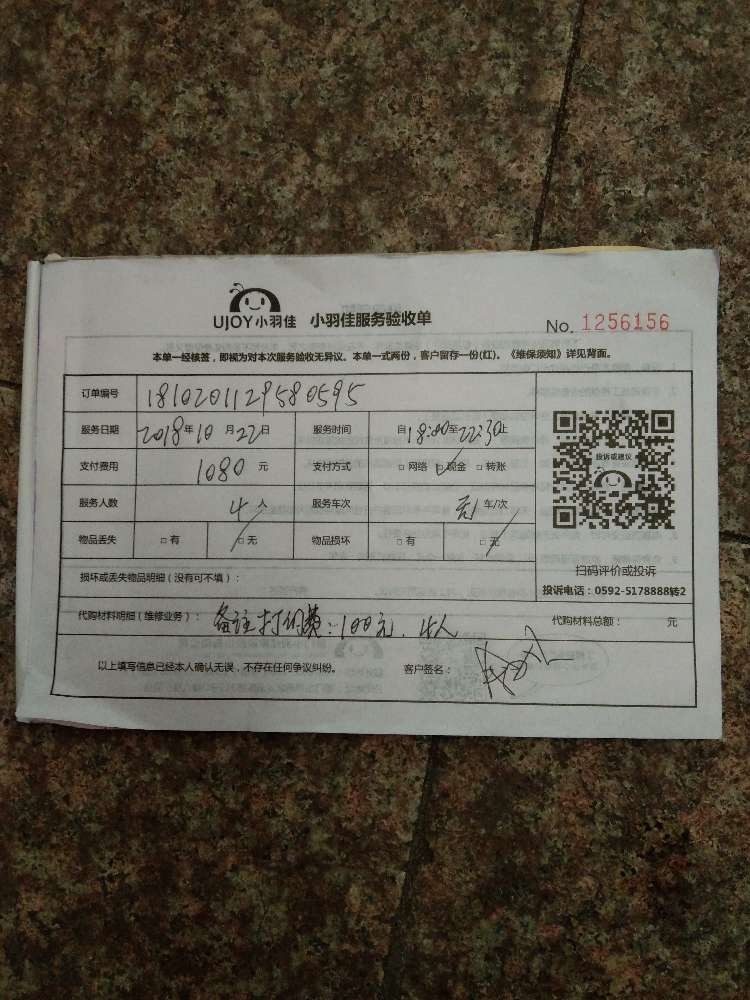 UJOY小羽佳 小羽佳服务验收单 No. 1256156
本单一经核签，即视为对本次服务验收无异议。本单一式两份，客户留存一份(红)。《维保须知》详见背面。
订单编号 1810201129580595
服务日期 2018年10月22日 服务时间 自18:00至22:30止
支付费用 1080元 支付方式 □网络 ☑现金 □转账
投诉或建议
服务人数 4人 服务车次 车/次
物品丢失 □有 ☑无 物品损坏 □有 ☑无
扫码评价或投诉
损坏或丢失物品明细（没有可不填）：
投诉电话：0592-5178888转2
代购材料明细（维修业务）： 备注打的费：100元. 4人 代购材料总额： 元
以上填写信息已经本人确认无误，不存在任何争议纠纷。 客户签名：